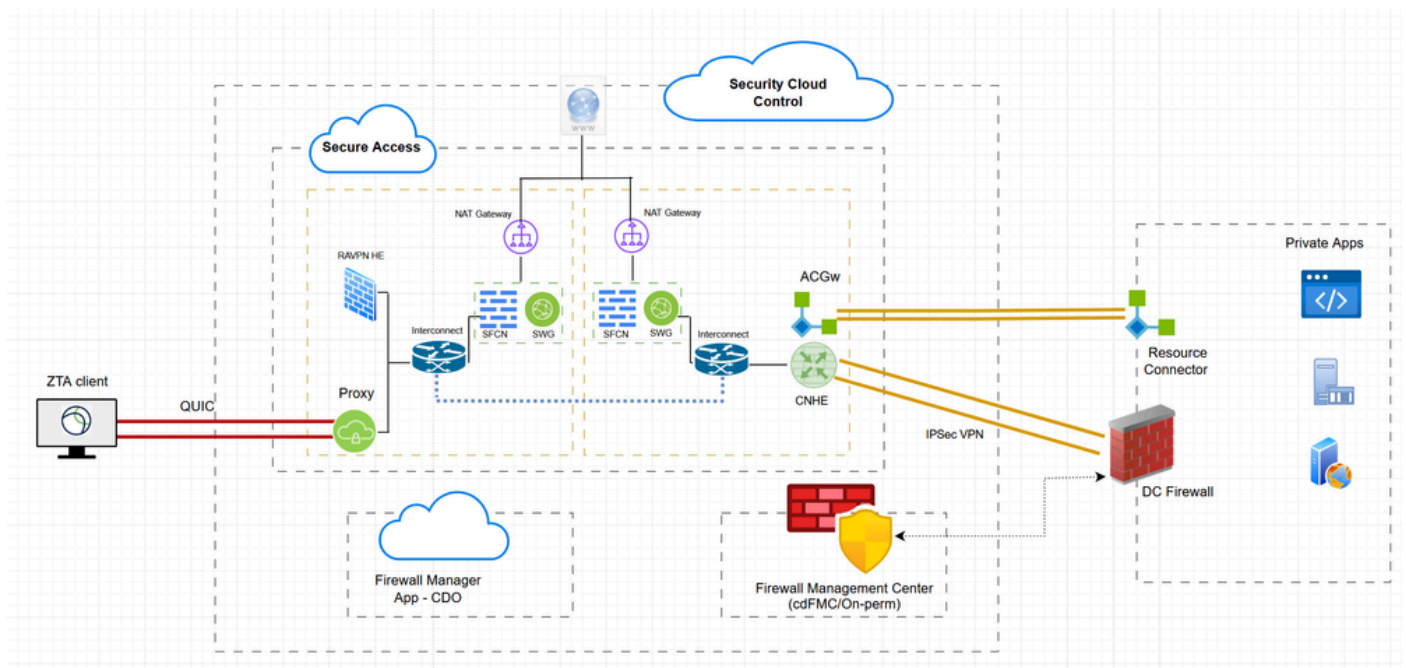 Security Cloud
Control
WWW
Secure Access
NAT Gateway
NAT Gateway
Private Apps
RAVPN HE
ACGw
Interconnect
SFCN
SWG
SFCN
SWG
Interconnect
Resource
Connector
ZTA client
QUIC
Proxy
CNHE
IPSec VPN
DC Firewall
Firewall Manager
App - CDO
Firewall Management Center
(cdFMC/On-perm)